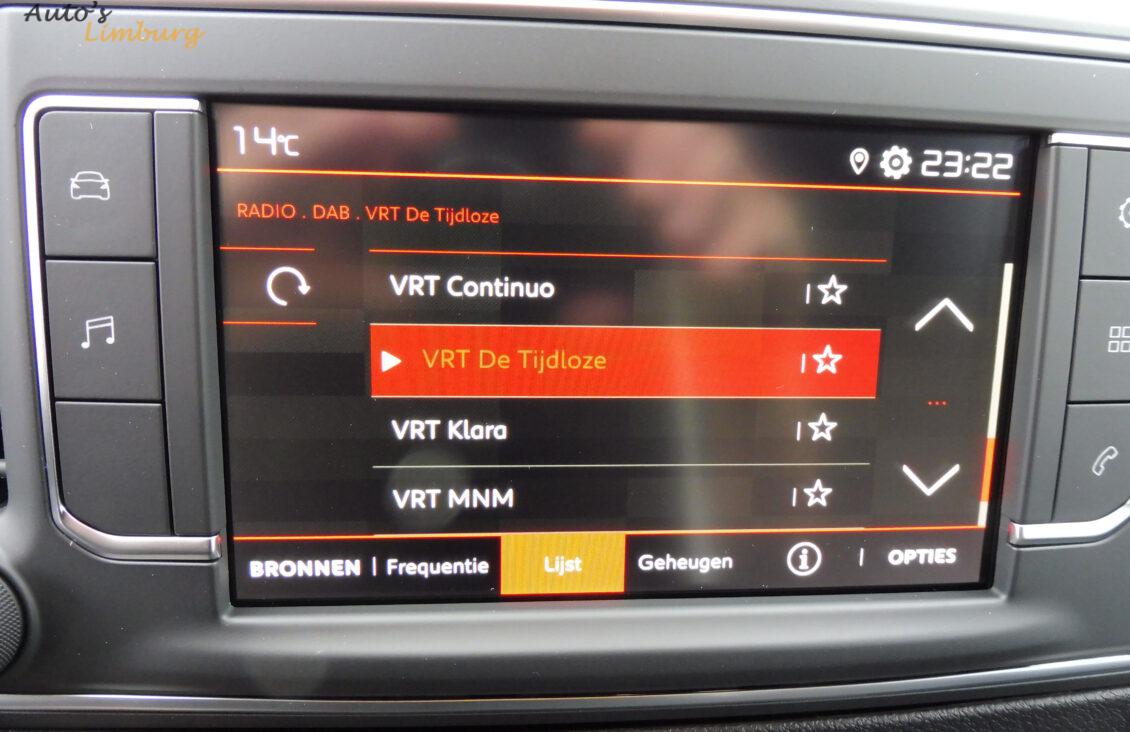 Auto's
Limburg
14°C
23:22
RADIO . DAB . VRT De Tijdloze
VRT Continuo
VRT De Tijdloze
VRT Klara
VRT MNM
BRONNEN | Frequentie Lijst Geheugen | OPTIES